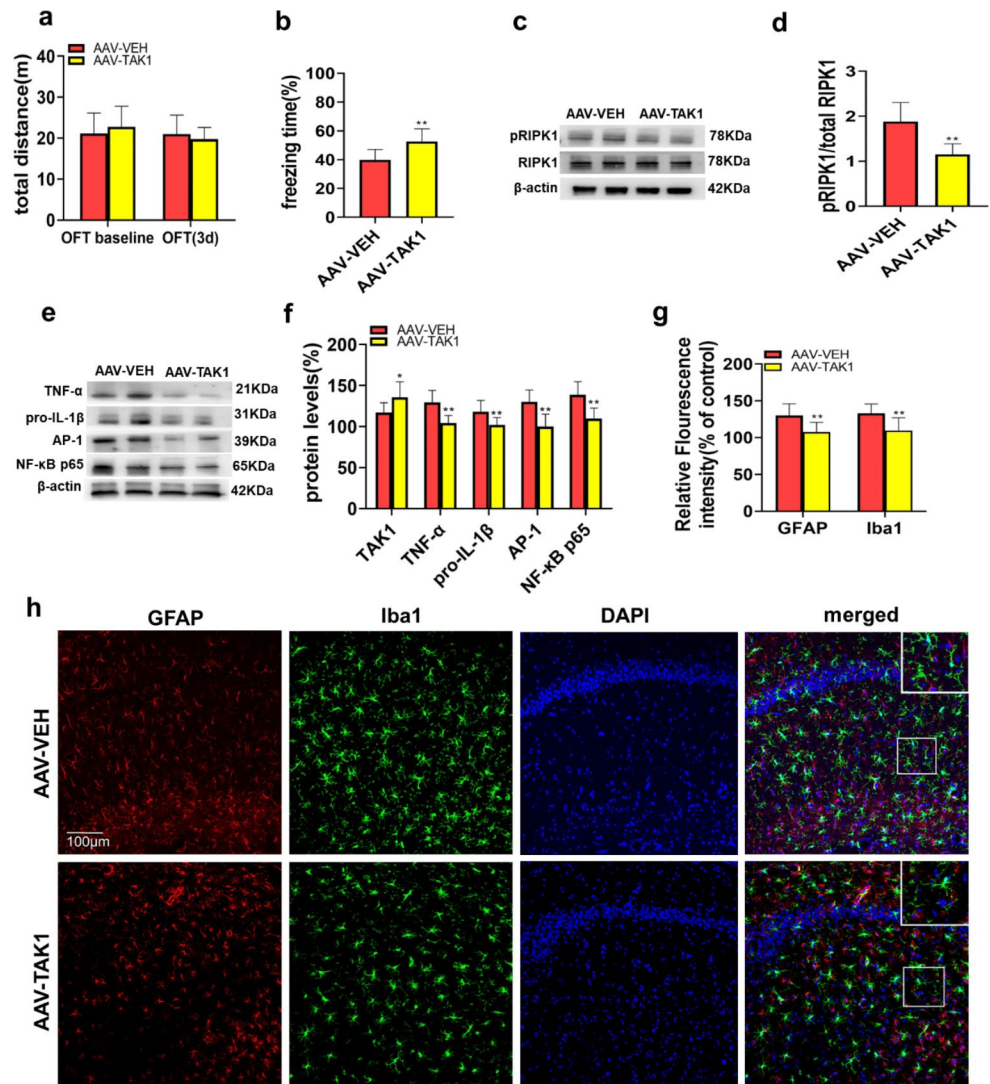 a
AAV-VEH
AAV-TAK1
total distance(m)
40
30
20
10
0
OFT baseline OFT(3d)
b
freezing time(%)
100
80
60
40
20
0
**
AAV-VEH
AAV-TAK1
c
AAV-VEH AAV-TAK1
pRIPK1 78KDa
RIPK1 78KDa
β-actin 42KDa
d
pRIPK1/total RIPK1
3
2
1
0
**
AAV-VEH
AAV-TAK1
e
AAV-VEH AAV-TAK1
TNF-α 21KDa
pro-IL-1β 31KDa
AP-1 39KDa
NF-κB p65 65KDa
β-actin 42KDa
f
AAV-VEH
AAV-TAK1
protein levels(%)
200
150
100
50
0
* ** ** ** **
TAK1
TNF-α
pro-IL-1β
AP-1
NF-κB p65
g
AAV-VEH
AAV-TAK1
Relative Flourescence
intensity(% of control)
200
150
100
50
0
** **
GFAP Iba1
h
GFAP Iba1 DAPI merged
AAV-VEH
100μm
AAV-TAK1